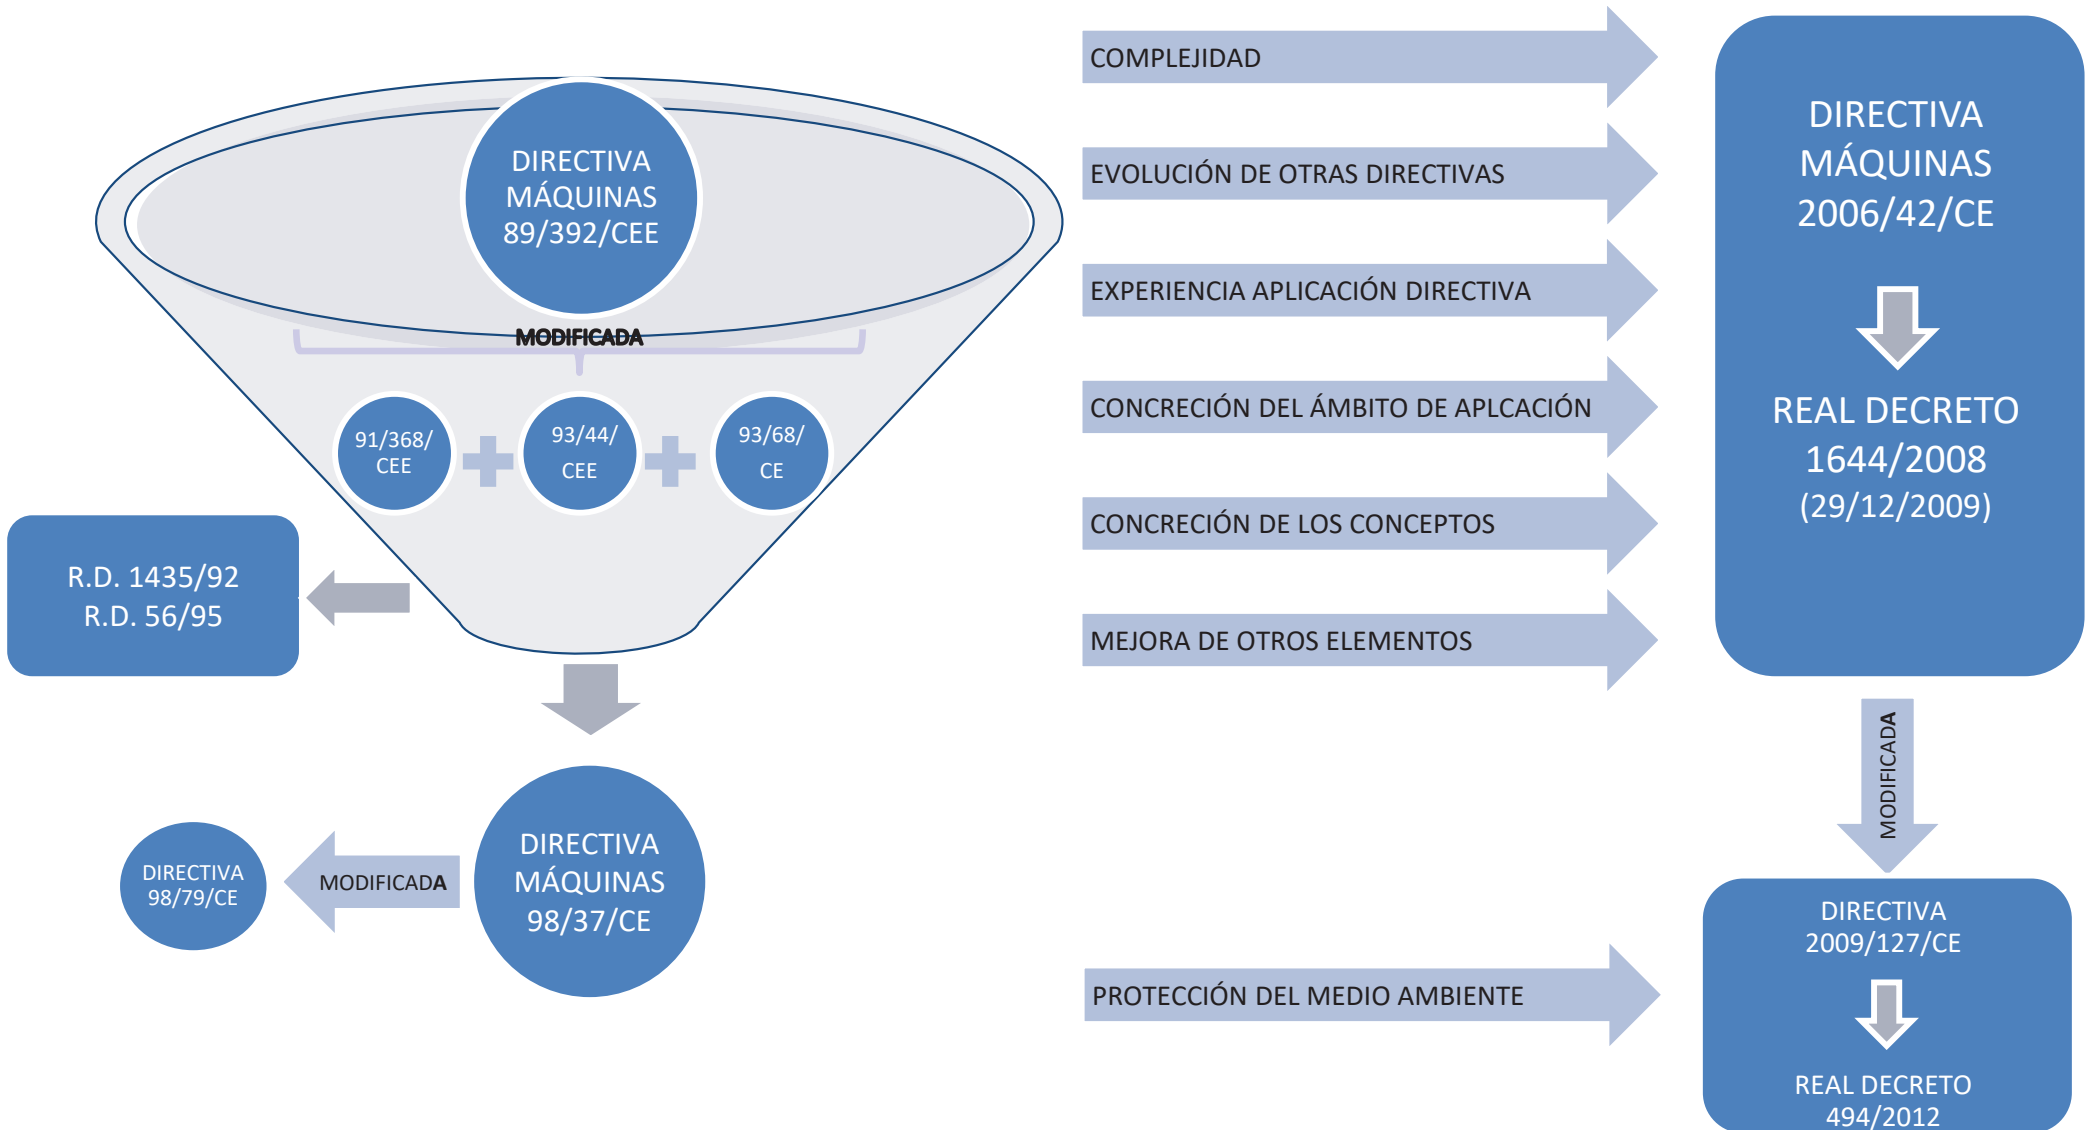 DIRECTIVA
MÁQUINAS
89/392/CEE
MODIFICADA
91/368/
CEE
93/44/
CEE
93/68/
CE
R.D. 1435/92
R.D. 56/95
DIRECTIVA
MÁQUINAS
98/37/CE
MODIFICADA
DIRECTIVA
98/79/CE
COMPLEJIDAD
EVOLUCIÓN DE OTRAS DIRECTIVAS
EXPERIENCIA APLICACIÓN DIRECTIVA
CONCRECIÓN DEL ÁMBITO DE APLCACIÓN
CONCRECIÓN DE LOS CONCEPTOS
MEJORA DE OTROS ELEMENTOS
DIRECTIVA
MÁQUINAS
2006/42/CE
REAL DECRETO
1644/2008
(29/12/2009)
MODIFICADA
PROTECCIÓN DEL MEDIO AMBIENTE
DIRECTIVA
2009/127/CE
REAL DECRETO
494/2012